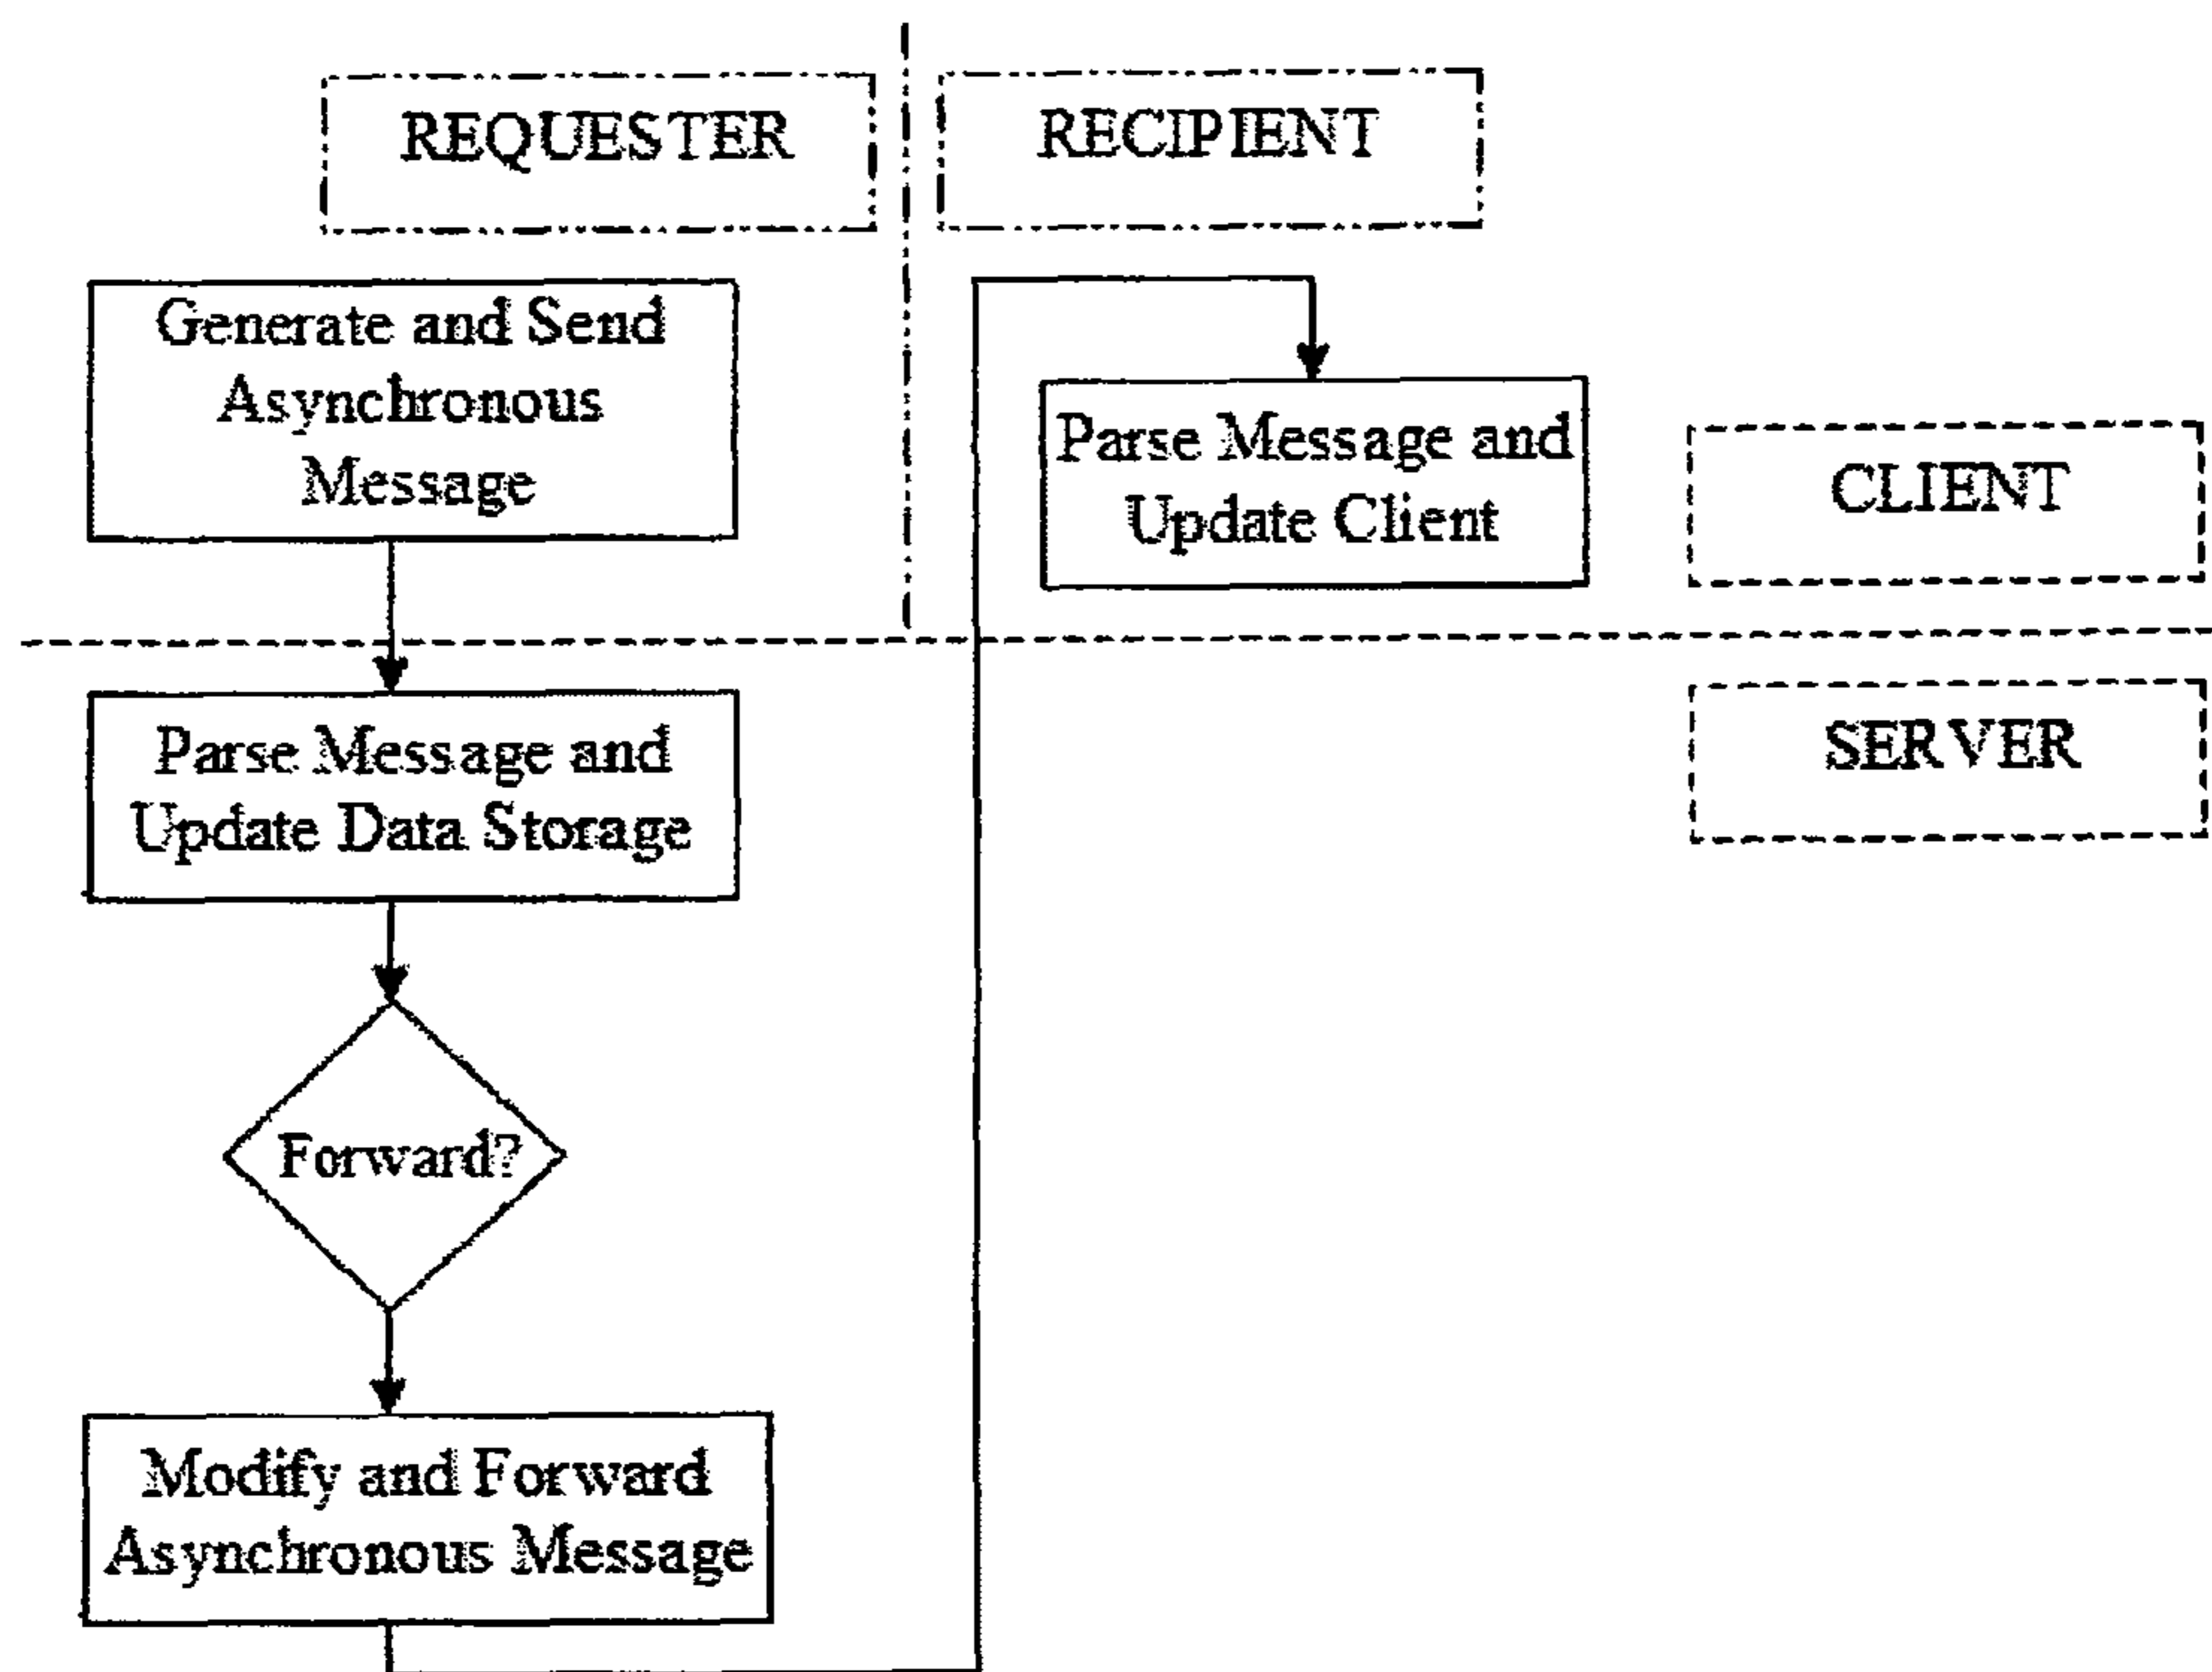 REQUESTER
RECIPIENT
Generate and Send
Asynchronous
Message
Parse Message and
Update Client
CLIENT
SERVER
Parse Message and
Update Data Storage
Forward?
Modify and Forward
Asynchronous Message